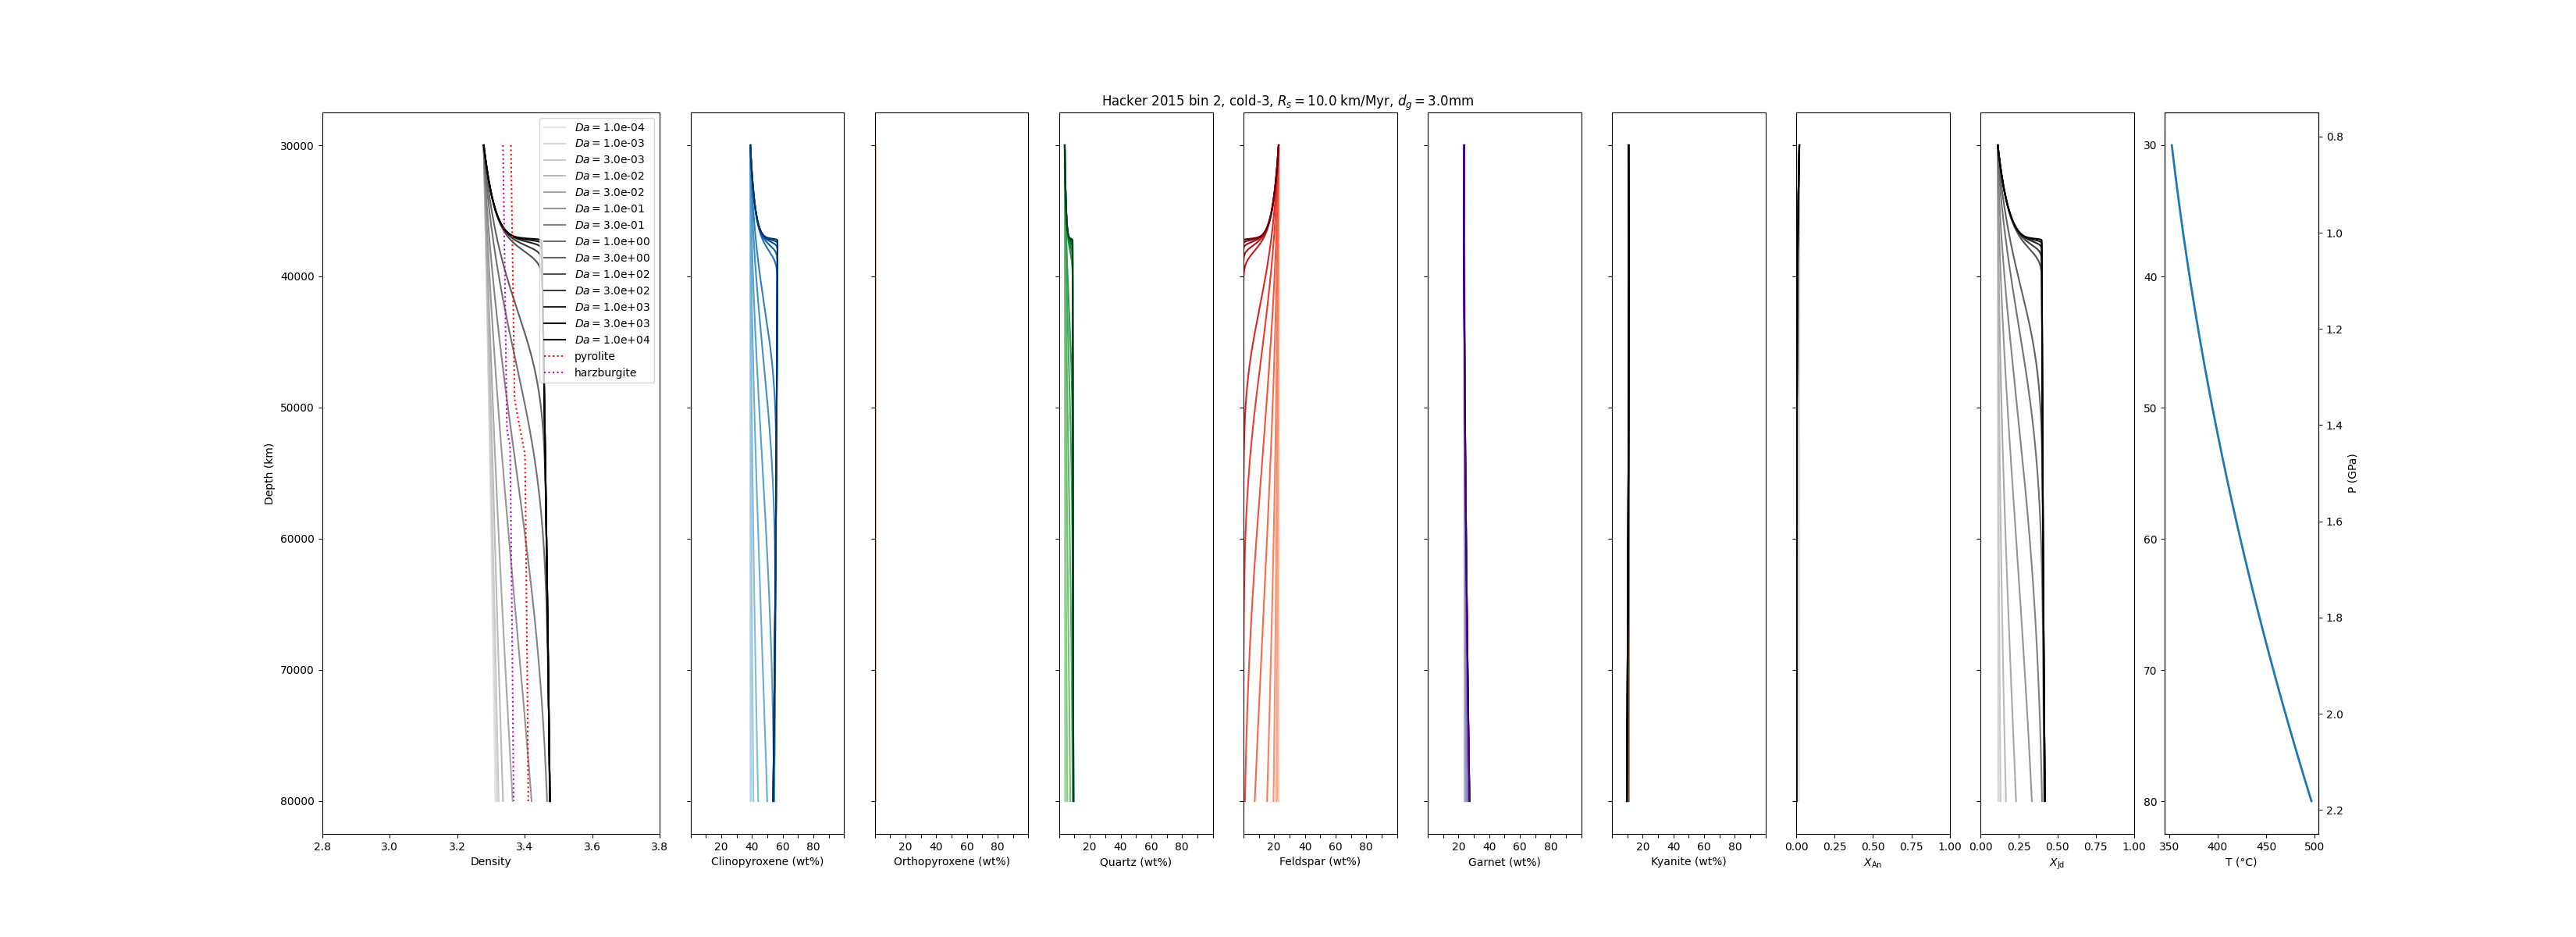 Hacker 2015 bin 2, cold-3, R_s = 10.0 km/Myr, d_g = 3.0mm
Depth (km)
30000
40000
50000
60000
70000
80000
2.8 3.0 3.2 3.4 3.6 3.8
Density
Da = 1.0e-04
Da = 1.0e-03
Da = 3.0e-03
Da = 1.0e-02
Da = 3.0e-02
Da = 1.0e-01
Da = 3.0e-01
Da = 1.0e+00
Da = 3.0e+00
Da = 1.0e+02
Da = 3.0e+02
Da = 1.0e+03
Da = 3.0e+03
Da = 1.0e+04
pyrolite
harzburgite
20 40 60 80
Clinopyroxene (wt%)
20 40 60 80
Orthopyroxene (wt%)
20 40 60 80
Quartz (wt%)
20 40 60 80
Feldspar (wt%)
20 40 60 80
Garnet (wt%)
20 40 60 80
Kyanite (wt%)
0.00 0.25 0.50 0.75 1.00
X_An
0.00 0.25 0.50 0.75 1.00
X_Jd
30
40
50
60
70
80
350 400 450 500
T (°C)
0.8
1.0
1.2
1.4
1.6
1.8
2.0
2.2
P (GPa)